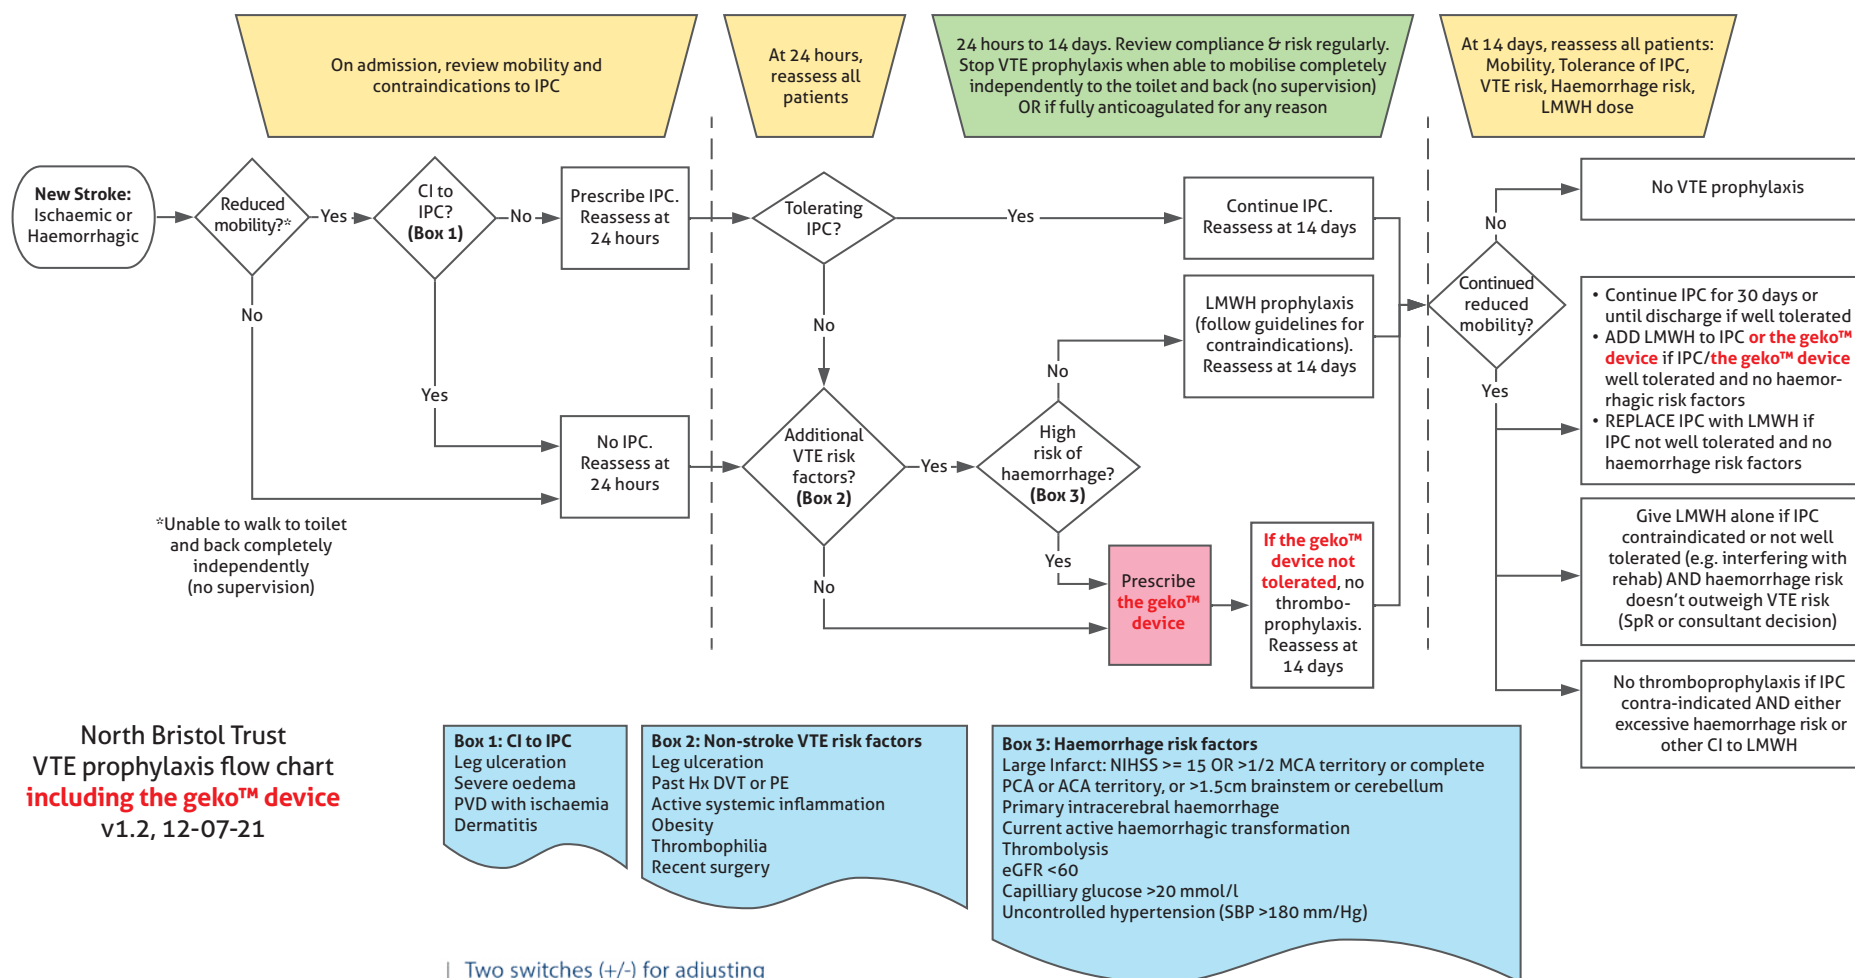 On admission, review mobility and
contraindications to IPC
At 24 hours,
reassess all
patients
24 hours to 14 days. Review compliance & risk regularly.
Stop VTE prophylaxis when able to mobilise completely
independently to the toilet and back (no supervision)
OR if fully anticoagulated for any reason
At 14 days, reassess all patients:
Mobility, Tolerance of IPC,
VTE risk, Haemorrhage risk,
LMWH dose
New Stroke:
Ischaemic or
Haemorrhagic
Reduced
mobility?*
Yes
No
CI to
IPC?
(Box 1)
No
Yes
Prescribe IPC.
Reassess at
24 hours
No IPC.
Reassess at
24 hours
*Unable to walk to toilet
and back completely
independently
(no supervision)
Tolerating
IPC?
Yes
No
Additional
VTE risk
factors?
(Box 2)
Yes
No
High
risk of
haemorrhage?
(Box 3)
No
Yes
Continue IPC.
Reassess at 14 days
LMWH prophylaxis
(follow guidelines for
contraindications).
Reassess at 14 days
Prescribe
the geko™
device
If the geko™
device not
tolerated, no
thrombo-
prophylaxis.
Reassess at
14 days
Continued
reduced
mobility?
No
Yes
No VTE prophylaxis
• Continue IPC for 30 days or
until discharge if well tolerated
• ADD LMWH to IPC or the geko™
device if IPC/the geko™ device
well tolerated and no haemor-
rhagic risk factors
• REPLACE IPC with LMWH if
IPC not well tolerated and no
haemorrhage risk factors
Give LMWH alone if IPC
contraindicated or not well
tolerated (e.g. interfering with
rehab) AND haemorrhage risk
doesn't outweigh VTE risk
(SpR or consultant decision)
No thromboprophylaxis if IPC
contra-indicated AND either
excessive haemorrhage risk or
other CI to LMWH
North Bristol Trust
VTE prophylaxis flow chart
including the geko™ device
v1.2, 12-07-21
Box 1: CI to IPC
Leg ulceration
Severe oedema
PVD with ischaemia
Dermatitis
Box 2: Non-stroke VTE risk factors
Leg ulceration
Past Hx DVT or PE
Active systemic inflammation
Obesity
Thrombophilia
Recent surgery
Box 3: Haemorrhage risk factors
Large Infarct: NIHSS >= 15 OR >1/2 MCA territory or complete
PCA or ACA territory, or >1.5cm brainstem or cerebellum
Primary intracerebral haemorrhage
Current active haemorrhagic transformation
Thrombolysis
eGFR <60
Capilliary glucose >20 mmol/l
Uncontrolled hypertension (SBP >180 mm/Hg)
Two switches (+/-) for adjusting